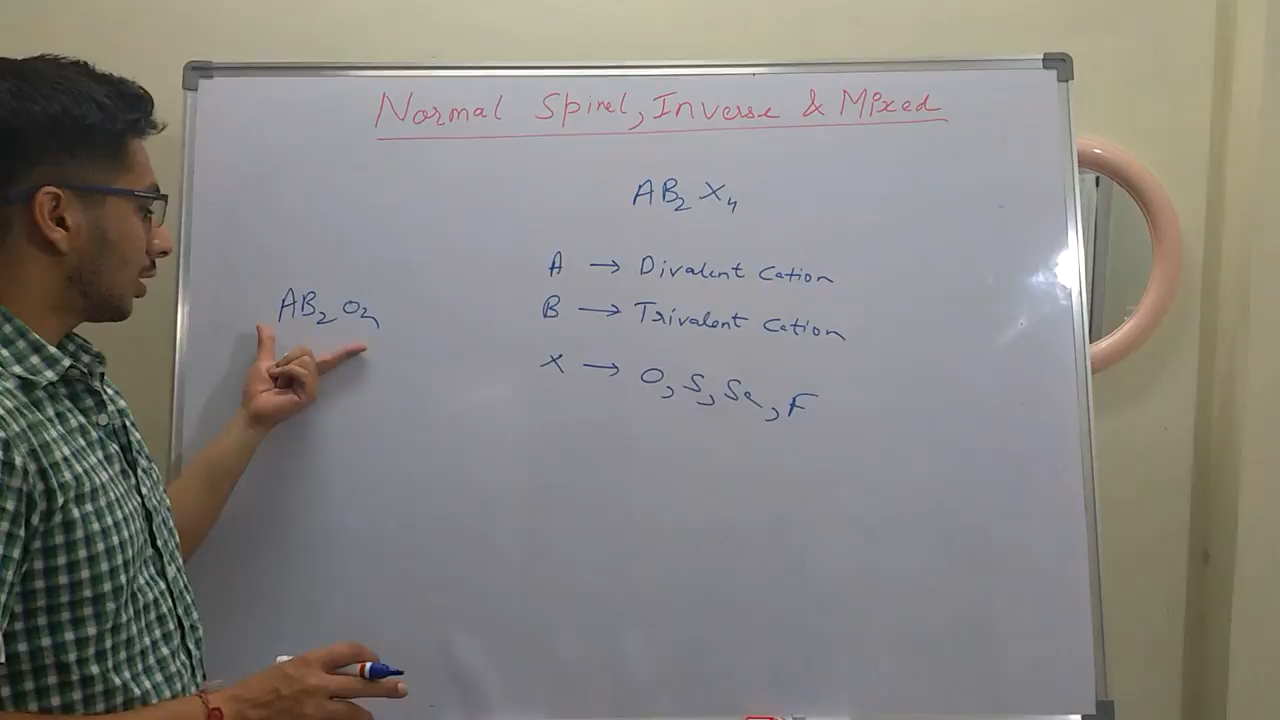 Normal Spinel, Inverse & Mixed
AB₂X₄
A → Divalent Cation
B → Trivalent Cation
X → O, S, Se, F
AB₂O₄